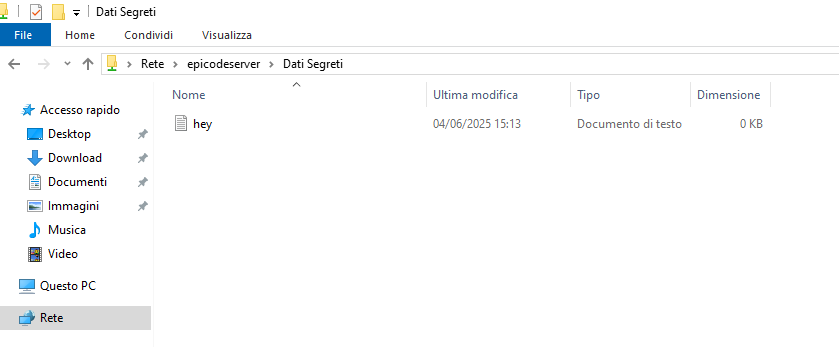 Dati Segreti
File Home Condividi Visualizza
Rete > epicodeserver > Dati Segreti
Nome Ultima modifica Tipo Dimensione
Accesso rapido
hey 04/06/2025 15:13 Documento di testo 0 KB
Desktop
Download
Documenti
Immagini
Musica
Video
Questo PC
Rete